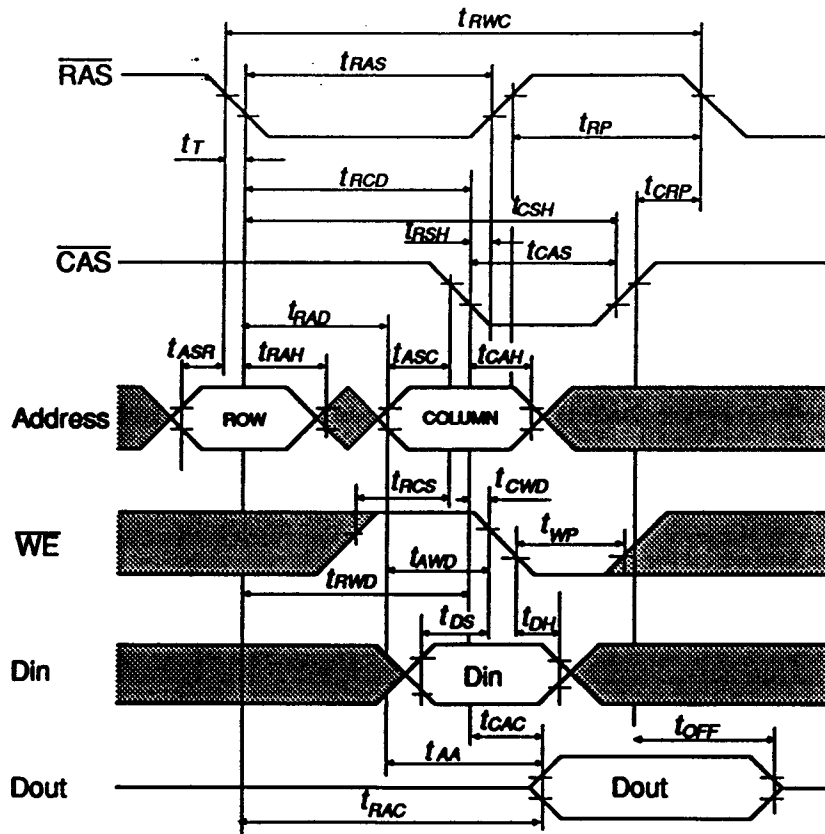 tRWC
RAS
tRAS
tT
tRP
tRCD
tCRP
tCSH
tRSH
tCAS
CAS
tRAD
tASR
tRAH
tASC
tCAH
Address
ROW
COLUMN
tRCS
tCWD
WE
tWP
tAWD
tRWD
tDS
tDH
Din
Din
tCAC
tOFF
tAA
Dout
Dout
tRAC